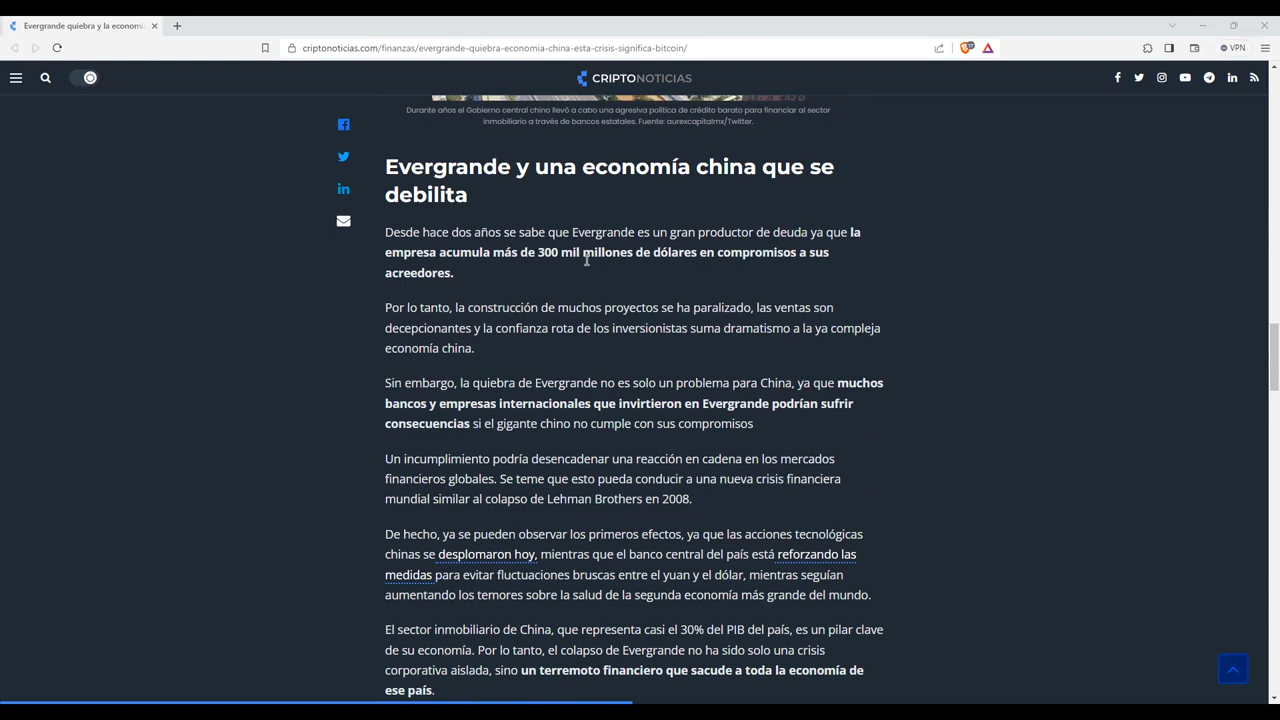 Evergrande quiebra y la economí
criptonoticias.com/finanzas/evergrande-quiebra-economia-china-esta-crisis-significa-bitcoin/
VPN
CRIPTONOTICIAS
Durante años el Gobierno central chino llevó a cabo una agresiva política de crédito barato para financiar al sector
inmobiliario a través de bancos estatales. Fuente: aurexcapitalmx/Twitter.
Evergrande y una economía china que se
debilita
Desde hace dos años se sabe que Evergrande es un gran productor de deuda ya que la
empresa acumula más de 300 mil millones de dólares en compromisos a sus
acreedores.
Por lo tanto, la construcción de muchos proyectos se ha paralizado, las ventas son
decepcionantes y la confianza rota de los inversionistas suma dramatismo a la ya compleja
economía china.
Sin embargo, la quiebra de Evergrande no es solo un problema para China, ya que muchos
bancos y empresas internacionales que invirtieron en Evergrande podrían sufrir
consecuencias si el gigante chino no cumple con sus compromisos
Un incumplimiento podría desencadenar una reacción en cadena en los mercados
financieros globales. Se teme que esto pueda conducir a una nueva crisis financiera
mundial similar al colapso de Lehman Brothers en 2008.
De hecho, ya se pueden observar los primeros efectos, ya que las acciones tecnológicas
chinas se desplomaron hoy, mientras que el banco central del país está reforzando las
medidas para evitar fluctuaciones bruscas entre el yuan y el dólar, mientras seguían
aumentando los temores sobre la salud de la segunda economía más grande del mundo.
El sector inmobiliario de China, que representa casi el 30% del PIB del país, es un pilar clave
de su economía. Por lo tanto, el colapso de Evergrande no ha sido solo una crisis
corporativa aislada, sino un terremoto financiero que sacude a toda la economía de
ese país.